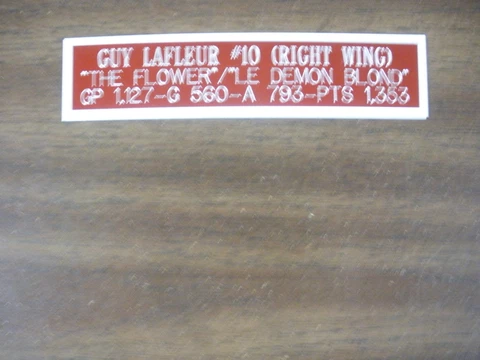 GUY LAFLEUR #10 (RIGHT WING)
"THE FLOWER"/"LE DEMON BLOND"
GP 1,127-G 560-A 793-PTS 1,353